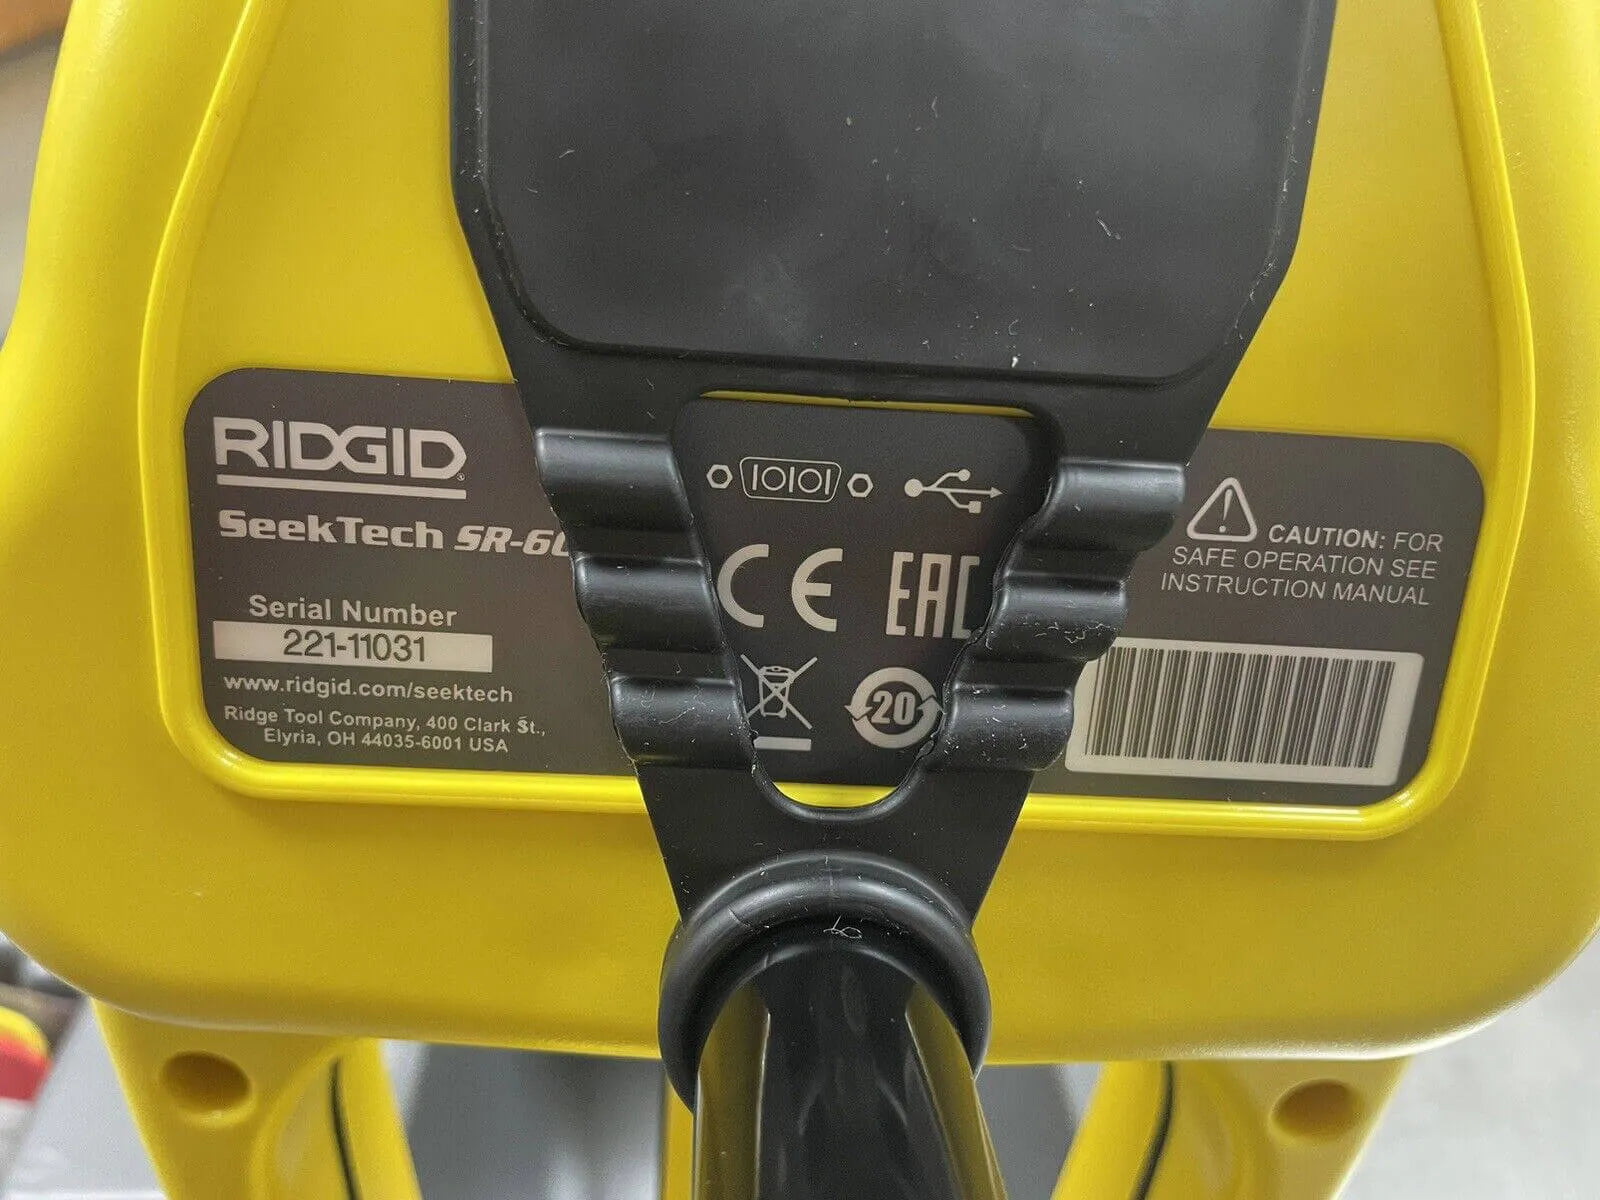 RIDGID
SeekTech SR-60
Serial Number
221-11031
www.ridgid.com/seektech
Ridge Tool Company, 400 Clark St.,
Elyria, OH 44035-6001 USA
IOIOI
CE EAC
20
CAUTION: FOR
SAFE OPERATION SEE
INSTRUCTION MANUAL